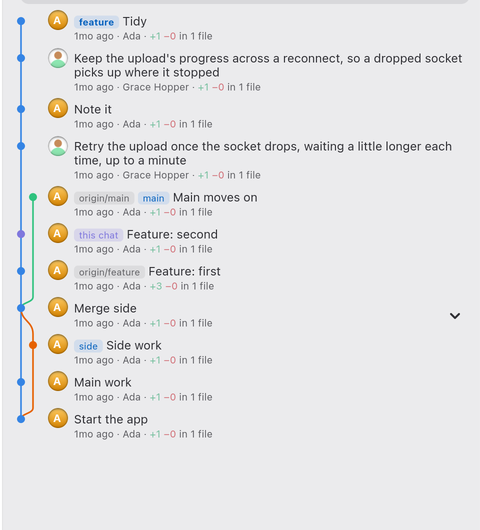 A feature Tidy
1mo ago · Ada · +1 −0 in 1 file
Keep the upload's progress across a reconnect, so a dropped socket
picks up where it stopped
1mo ago · Grace Hopper · +1 −0 in 1 file
A Note it
1mo ago · Ada · +1 −0 in 1 file
Retry the upload once the socket drops, waiting a little longer each
time, up to a minute
1mo ago · Grace Hopper · +1 −0 in 1 file
A origin/main main Main moves on
1mo ago · Ada · +1 −0 in 1 file
A this chat Feature: second
1mo ago · Ada · +1 −0 in 1 file
A origin/feature Feature: first
1mo ago · Ada · +3 −0 in 1 file
A Merge side
1mo ago · Ada · +1 −0 in 1 file
A side Side work
1mo ago · Ada · +1 −0 in 1 file
A Main work
1mo ago · Ada · +1 −0 in 1 file
A Start the app
1mo ago · Ada · +1 −0 in 1 file